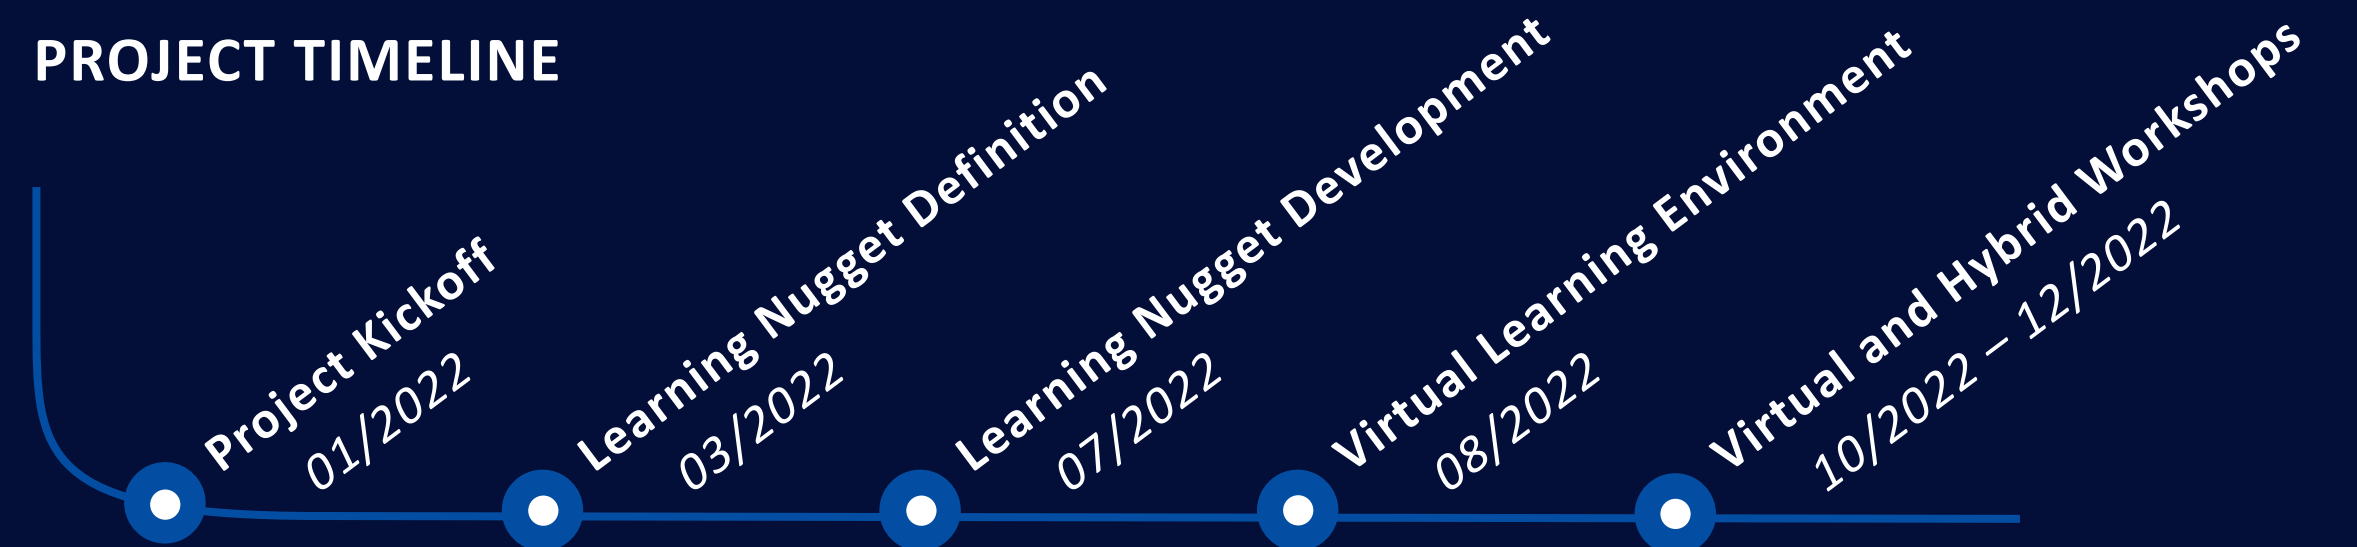 PROJECT TIMELINE
Project Kickoff
01/2022
Learning Nugget Definition
03/2022
Learning Nugget Development
07/2022
Virtual Learning Environment
08/2022
Virtual and Hybrid Workshops
10/2022 – 12/2022